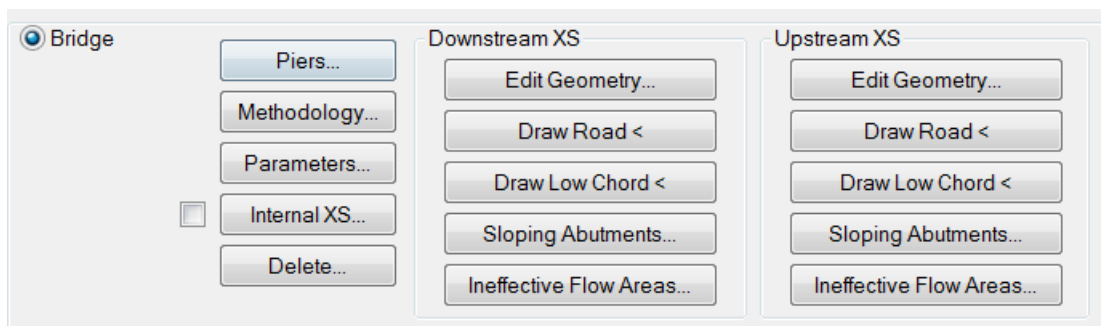 Bridge
Piers...
Methodology...
Parameters...
Internal XS...
Delete...
Downstream XS
Edit Geometry...
Draw Road <
Draw Low Chord <
Sloping Abutments...
Ineffective Flow Areas...
Upstream XS
Edit Geometry...
Draw Road <
Draw Low Chord <
Sloping Abutments...
Ineffective Flow Areas...